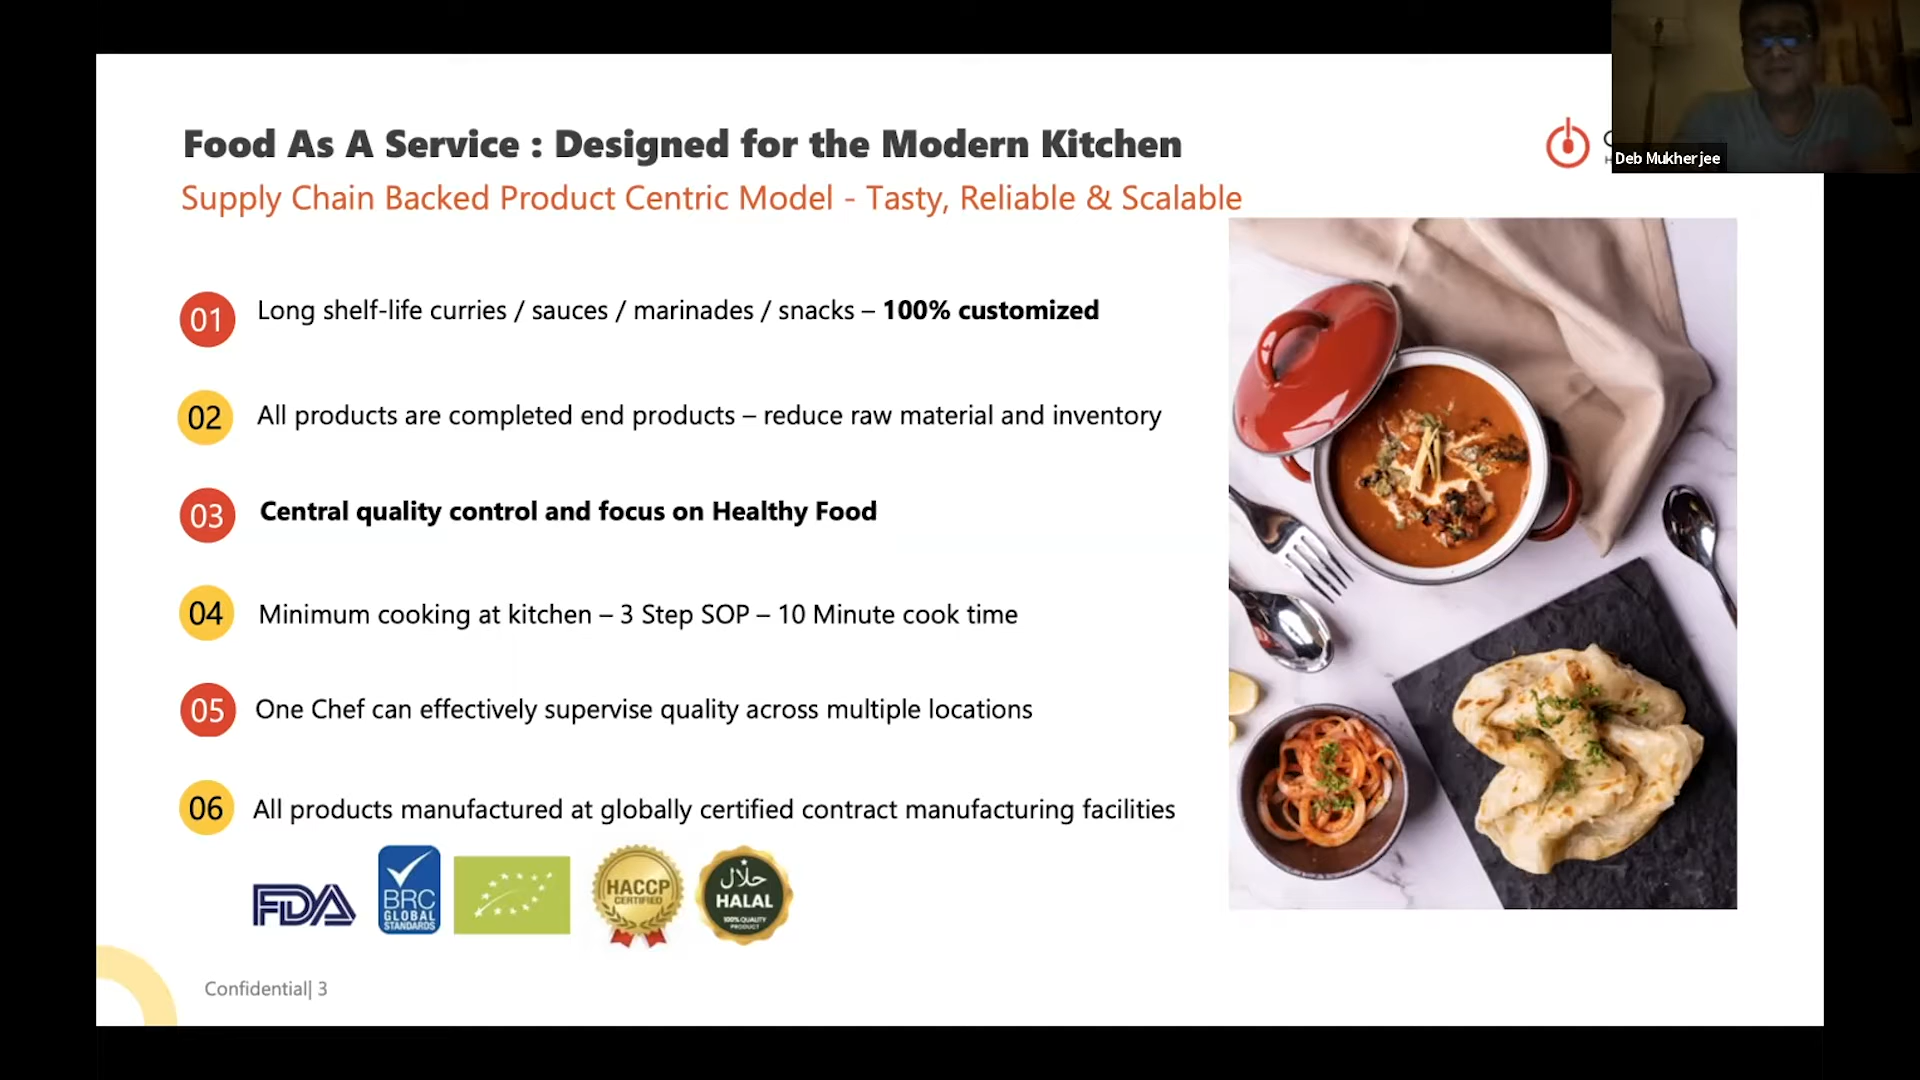 Food As A Service : Designed for the Modern Kitchen
Supply Chain Backed Product Centric Model - Tasty, Reliable & Scalable
Deb Mukherjee
01 Long shelf-life curries / sauces / marinades / snacks – 100% customized
02 All products are completed end products – reduce raw material and inventory
03 Central quality control and focus on Healthy Food
04 Minimum cooking at kitchen – 3 Step SOP – 10 Minute cook time
05 One Chef can effectively supervise quality across multiple locations
06 All products manufactured at globally certified contract manufacturing facilities
FDA
BRC
GLOBAL
STANDARDS
HACCP
CERTIFIED
حلال
HALAL
100% QUALITY
PRODUCT
Confidential| 3